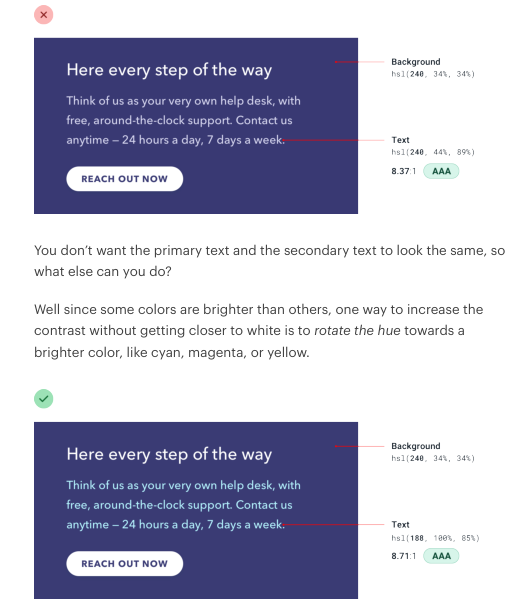 Here every step of the way
Think of us as your very own help desk, with
free, around-the-clock support. Contact us
anytime – 24 hours a day, 7 days a week.
REACH OUT NOW
Background
hsl(240, 34%, 34%)
Text
hsl(240, 44%, 89%)
8.37:1 AAA
You don’t want the primary text and the secondary text to look the same, so
what else can you do?
Well since some colors are brighter than others, one way to increase the
contrast without getting closer to white is to rotate the hue towards a
brighter color, like cyan, magenta, or yellow.
Here every step of the way
Think of us as your very own help desk, with
free, around-the-clock support. Contact us
anytime – 24 hours a day, 7 days a week.
REACH OUT NOW
Background
hsl(240, 34%, 34%)
Text
hsl(188, 100%, 85%)
8.71:1 AAA